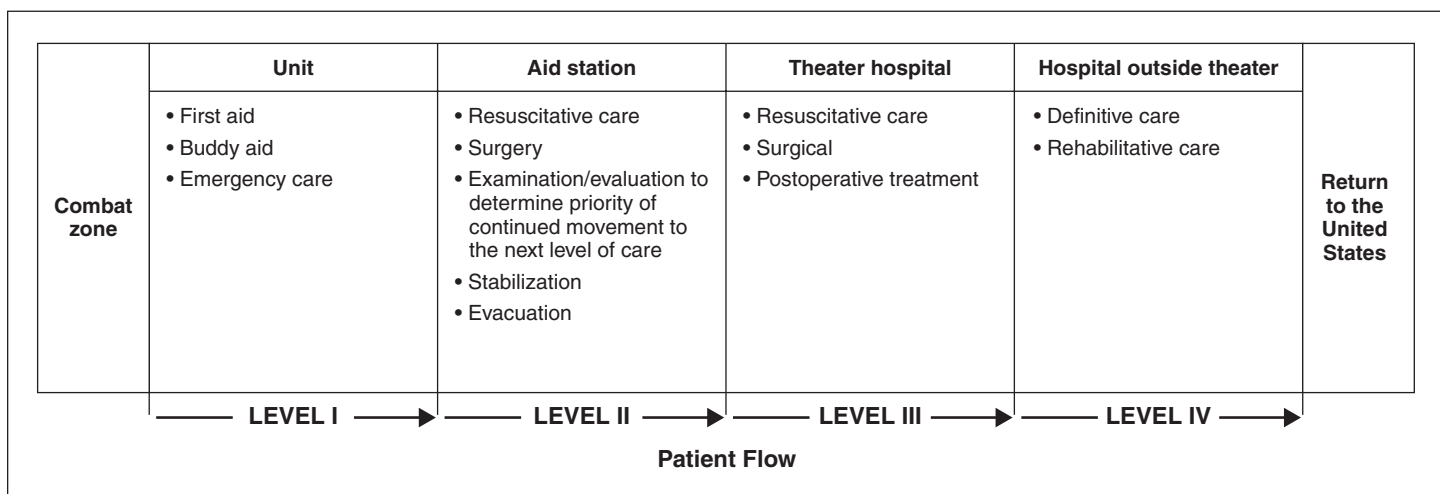 Combat
zone
Unit
• First aid
• Buddy aid
• Emergency care
Aid station
• Resuscitative care
• Surgery
• Examination/evaluation to
determine priority of
continued movement to
the next level of care
• Stabilization
• Evacuation
Theater hospital
• Resuscitative care
• Surgical
• Postoperative treatment
Hospital outside theater
• Definitive care
• Rehabilitative care
Return
to the
United
States
LEVEL I
LEVEL II
LEVEL III
LEVEL IV
Patient Flow